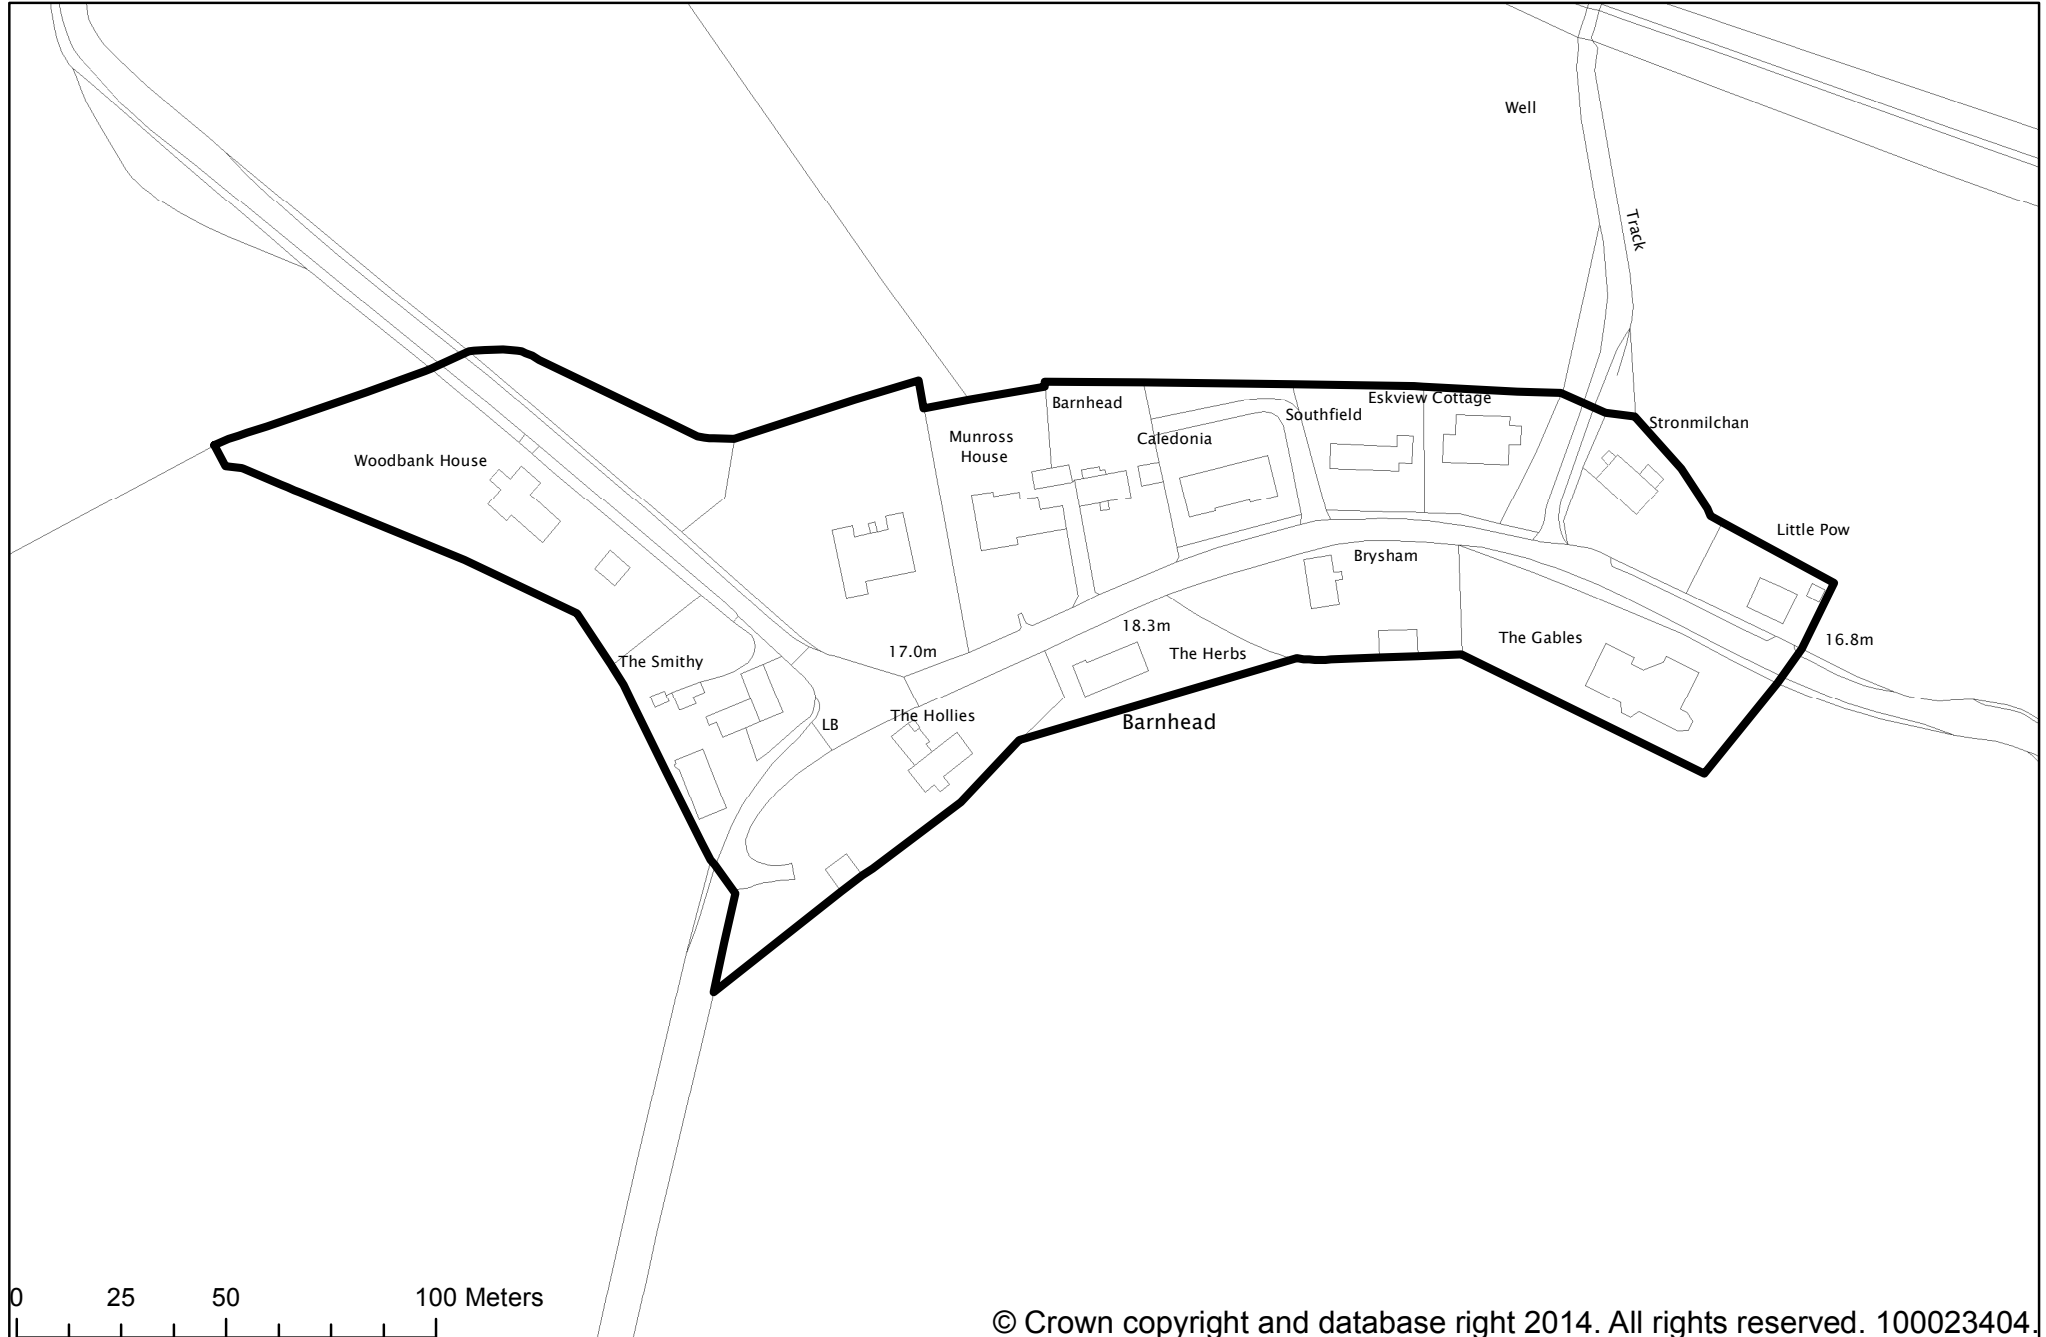 Well
Track
Barnhead
Eskview Cottage
Southfield
Stronmilchan
Munross
House
Caledonia
Woodbank House
Little Pow
Brysham
18.3m
The Gables
16.8m
17.0m
The Herbs
The Smithy
The Hollies
LB
Barnhead
0 25 50 100 Meters
© Crown copyright and database right 2014. All rights reserved. 100023404.